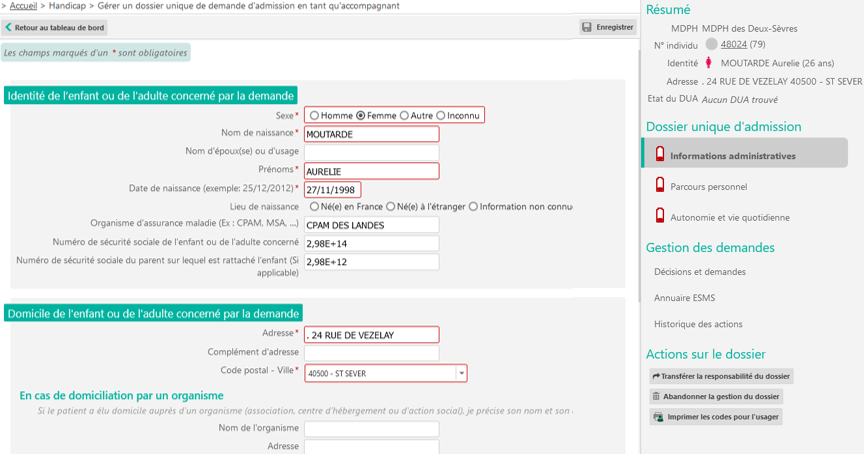 > Accueil > Handicap > Gérer un dossier unique de demande d'admission en tant qu'accompagnant
Retour au tableau de bord
Enregistrer
Les champs marqués d'un * sont obligatoires
Identité de l'enfant ou de l'adulte concerné par la demande
Sexe* Homme Femme Autre Inconnu
Nom de naissance* MOUTARDE
Nom d'époux(se) ou d'usage
Prénoms* AURELIE
Date de naissance (exemple: 25/12/2012)* 27/11/1998
Lieu de naissance Né(e) en France Né(e) à l'étranger Information non connu
Organisme d'assurance maladie (Ex : CPAM, MSA, ...) CPAM DES LANDES
Numéro de sécurité sociale de l'enfant ou de l'adulte concerné 2,98E+14
Numéro de sécurité sociale du parent sur lequel est rattaché l'enfant (Si 2,98E+12
applicable)
Domicile de l'enfant ou de l'adulte concerné par la demande
Adresse* . 24 RUE DE VEZELAY
Complément d'adresse
Code postal - Ville* 40500 - ST SEVER
En cas de domiciliation par un organisme
Si le patient a élu domicile auprès d'un organisme (association, centre d'hébergement ou d'action social), je précise son nom et son
Nom de l'organisme
Adresse
Résumé
MDPH MDPH des Deux-Sèvres
N° individu 48024 (79)
Identité MOUTARDE Aurelie (26 ans)
Adresse . 24 RUE DE VEZELAY 40500 - ST SEVER
Etat du DUA Aucun DUA trouvé
Dossier unique d'admission
Informations administratives
Parcours personnel
Autonomie et vie quotidienne
Gestion des demandes
Décisions et demandes
Annuaire ESMS
Historique des actions
Actions sur le dossier
Transférer la responsabilité du dossier
Abandonner la gestion du dossier
Imprimer les codes pour l'usager